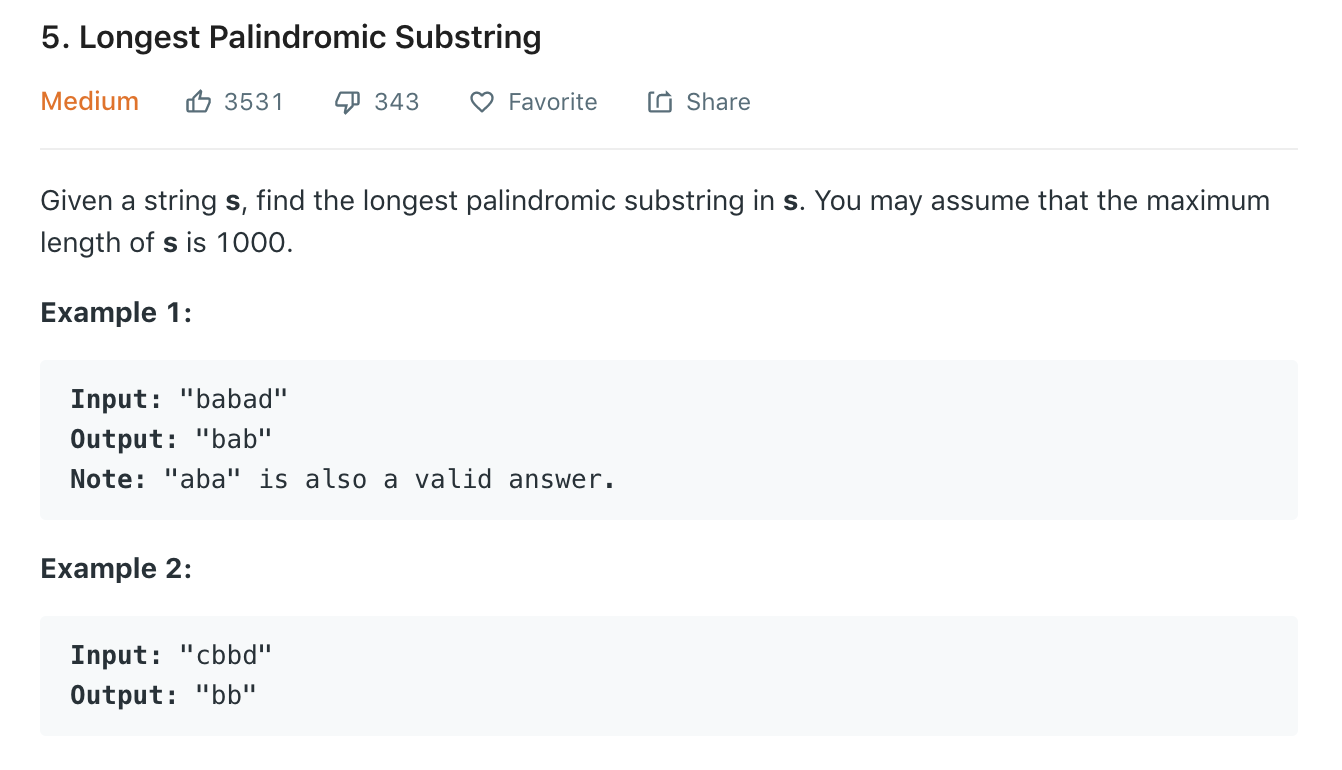 5. Longest Palindromic Substring
Medium 3531 343 Favorite Share
Given a string s, find the longest palindromic substring in s. You may assume that the maximum
length of s is 1000.
Example 1:
Input: "babad"
Output: "bab"
Note: "aba" is also a valid answer.
Example 2:
Input: "cbbd"
Output: "bb"